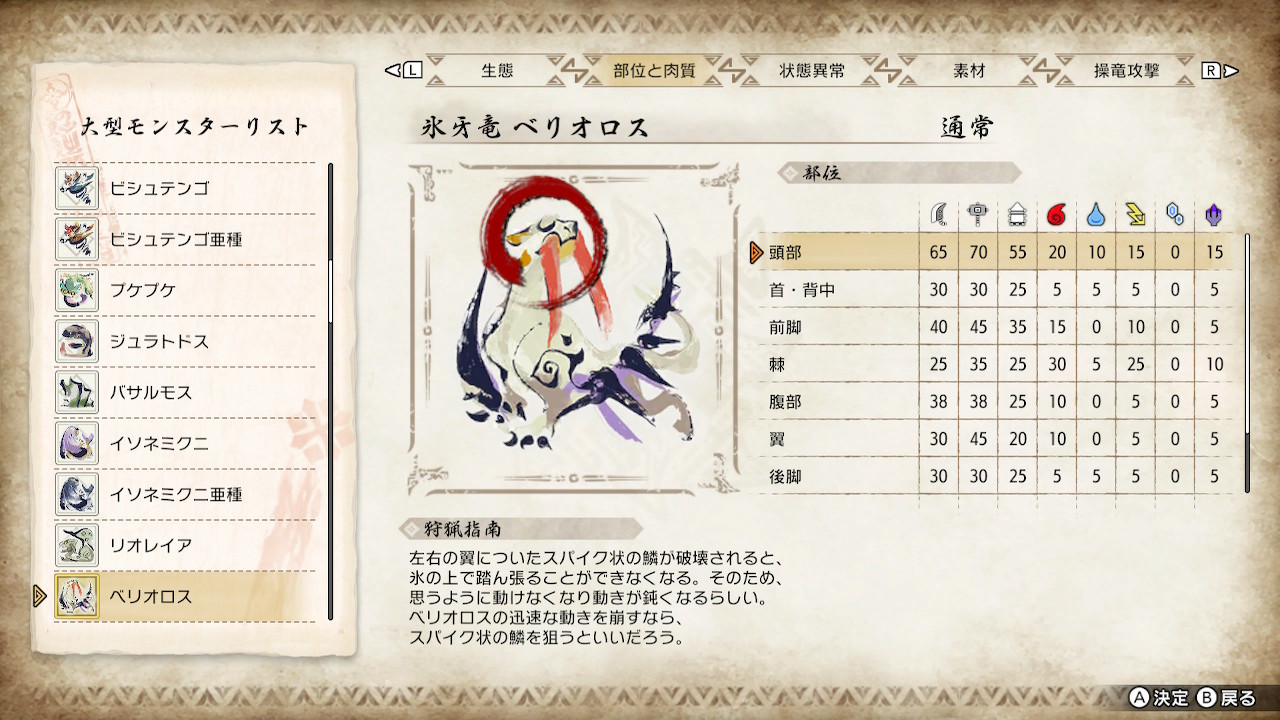 L 生態 部位と肉質 状態異常 素材 操竜攻撃 R
大型モンスターリスト
ビシュテンゴ
ビシュテンゴ亜種
プケプケ
ジュラトドス
バサルモス
イソネミクニ
イソネミクニ亜種
リオレイア
ベリオロス
氷牙竜 ベリオロス 通常
部位
頭部 65 70 55 20 10 15 0 15
首・背中 30 30 25 5 5 5 0 5
前脚 40 45 35 15 0 10 0 5
棘 25 35 25 30 5 25 0 10
腹部 38 38 25 10 0 5 0 5
翼 30 45 20 10 0 5 0 5
後脚 30 30 25 5 5 5 0 5
狩猟指南
左右の翼についたスパイク状の鱗が破壊されると、
氷の上で踏ん張ることができなくなる。そのため、
思うように動けなくなり動きが鈍くなるらしい。
ベリオロスの迅速な動きを崩すなら、
スパイク状の鱗を狙うといいだろう。
A 決定 B 戻る